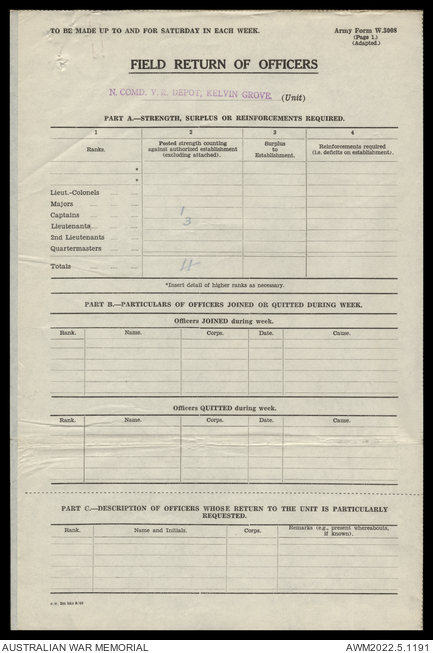 TO BE MADE UP TO AND FOR SATURDAY IN EACH WEEK.
Army Form W.3008
(Page 1.)
(Adapted.)
FIELD RETURN OF OFFICERS
N. COMD. V.E. DEPOT, KELVIN GROVE. (Unit)
PART A.—STRENGTH, SURPLUS OR REINFORCEMENTS REQUIRED.
1 2 3 4
Ranks. Posted strength counting against authorized establishment (excluding attached). Surplus to Establishment. Reinforcements required (i.e. deficits on establishment).
*
*
Lieut.-Colonels
Majors
Captains 1
Lieutenants 3
2nd Lieutenants
Quartermasters
Totals 4
*Insert detail of higher ranks as necessary.
PART B.—PARTICULARS OF OFFICERS JOINED OR QUITTED DURING WEEK.
Officers JOINED during week.
Rank. Name. Corps. Date. Cause.
Officers QUITTED during week.
Rank. Name. Corps. Date. Cause.
PART C.—DESCRIPTION OF OFFICERS WHOSE RETURN TO THE UNIT IS PARTICULARLY
REQUESTED.
Rank. Name and Initials. Corps. Remarks (e.g., present whereabouts, if known).
AUSTRALIAN WAR MEMORIAL AWM2022.5.1191